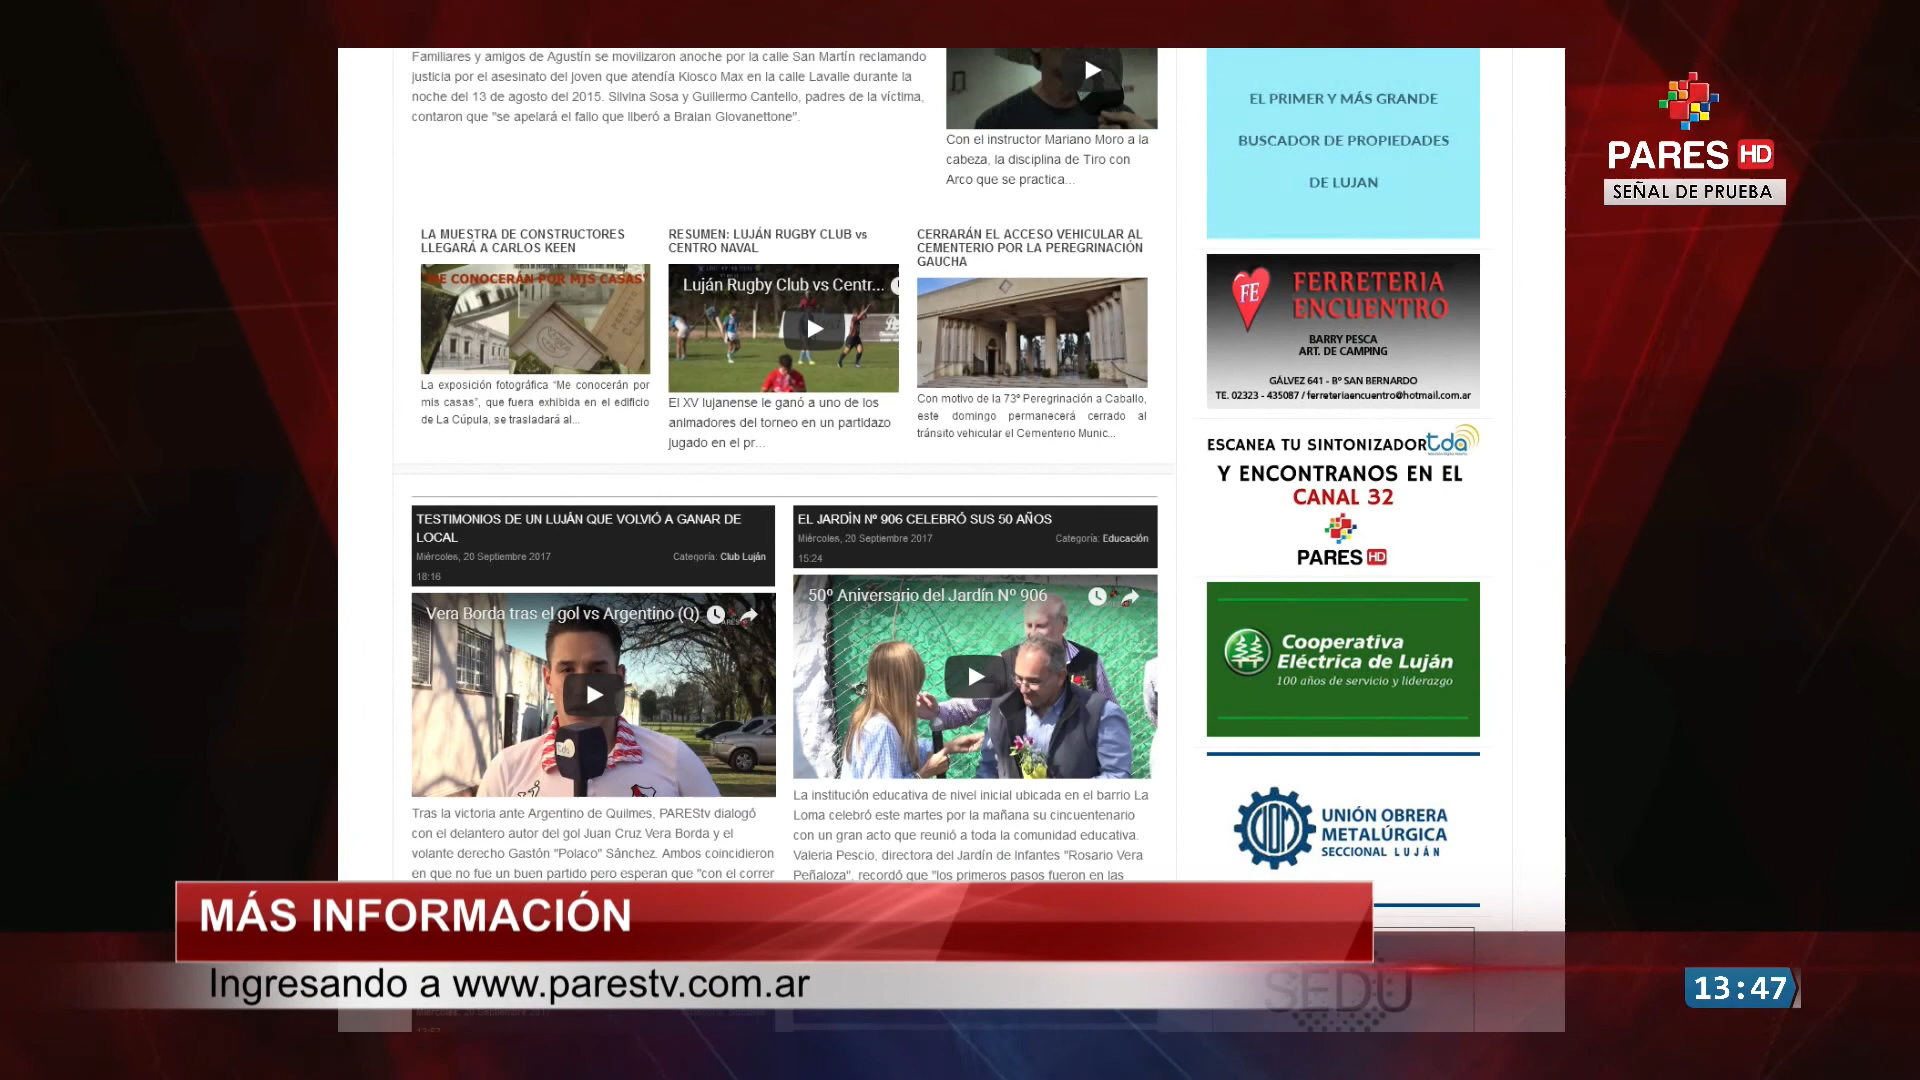 Familiares y amigos de Agustín se movilizaron anoche por la calle San Martín reclamando
justicia por el asesinato del joven que atendía Kiosco Max en la calle Lavalle durante la
noche del 13 de agosto del 2015. Silvina Sosa y Guillermo Cantello, padres de la víctima,
contaron que "se apelará el fallo que liberó a Braian Giovanettone".
Con el instructor Mariano Moro a la
cabeza, la disciplina de Tiro con
Arco que se practica...
LA MUESTRA DE CONSTRUCTORES
LLEGARÁ A CARLOS KEEN
"ME CONOCERÁN POR MIS CASAS"
La exposición fotográfica “Me conocerán por
mis casas”, que fuera exhibida en el edificio
de La Cúpula, se trasladará al...
RESUMEN: LUJÁN RUGBY CLUB vs
CENTRO NAVAL
Luján Rugby Club vs Centr...
El XV lujanense le ganó a uno de los
animadores del torneo en un partidazo
jugado en el pr...
CERRARÁN EL ACCESO VEHICULAR AL
CEMENTERIO POR LA PEREGRINACIÓN
GAUCHA
Con motivo de la 73º Peregrinación a Caballo,
este domingo permanecerá cerrado al
tránsito vehicular el Cementerio Munic...
TESTIMONIOS DE UN LUJÁN QUE VOLVIÓ A GANAR DE
LOCAL
Miércoles, 20 Septiembre 2017
18:16
Categoría: Club Luján
Vera Borda tras el gol vs Argentino (Q)
tda
Tras la victoria ante Argentino de Quilmes, PAREStv dialogó
con el delantero autor del gol Juan Cruz Vera Borda y el
volante derecho Gastón "Polaco" Sánchez. Ambos coincidieron
en que no fue un buen partido pero esperan que "con el correr
EL JARDÍN Nº 906 CELEBRÓ SUS 50 AÑOS
Miércoles, 20 Septiembre 2017
15:24
Categoría: Educación
50º Aniversario del Jardín Nº 906
La institución educativa de nivel inicial ubicada en el barrio La
Loma celebró este martes por la mañana su cincuentenario
con un gran acto que reunió a toda la comunidad educativa.
Valeria Pescio, directora del Jardín de Infantes "Rosario Vera
Peñaloza", recordó que "los primeros pasos fueron en las
EL PRIMER Y MÁS GRANDE
BUSCADOR DE PROPIEDADES
DE LUJAN
FE
FERRETERIA
ENCUENTRO
BARRY PESCA
ART. DE CAMPING
GÁLVEZ 641 - Bº SAN BERNARDO
TE. 02323 - 435087 / ferreteriaencuentro@hotmail.com.ar
ESCANEA TU SINTONIZADOR tda
Y ENCONTRANOS EN EL
CANAL 32
PARES HD
Cooperativa
Eléctrica de Luján
100 años de servicio y liderazgo
UOM
UNIÓN OBRERA
METALÚRGICA
SECCIONAL LUJÁN
SEDU
PARES HD
SEÑAL DE PRUEBA
MÁS INFORMACIÓN
Ingresando a www.parestv.com.ar
Miércoles, 20 Septiembre 2017
13:57
13:47